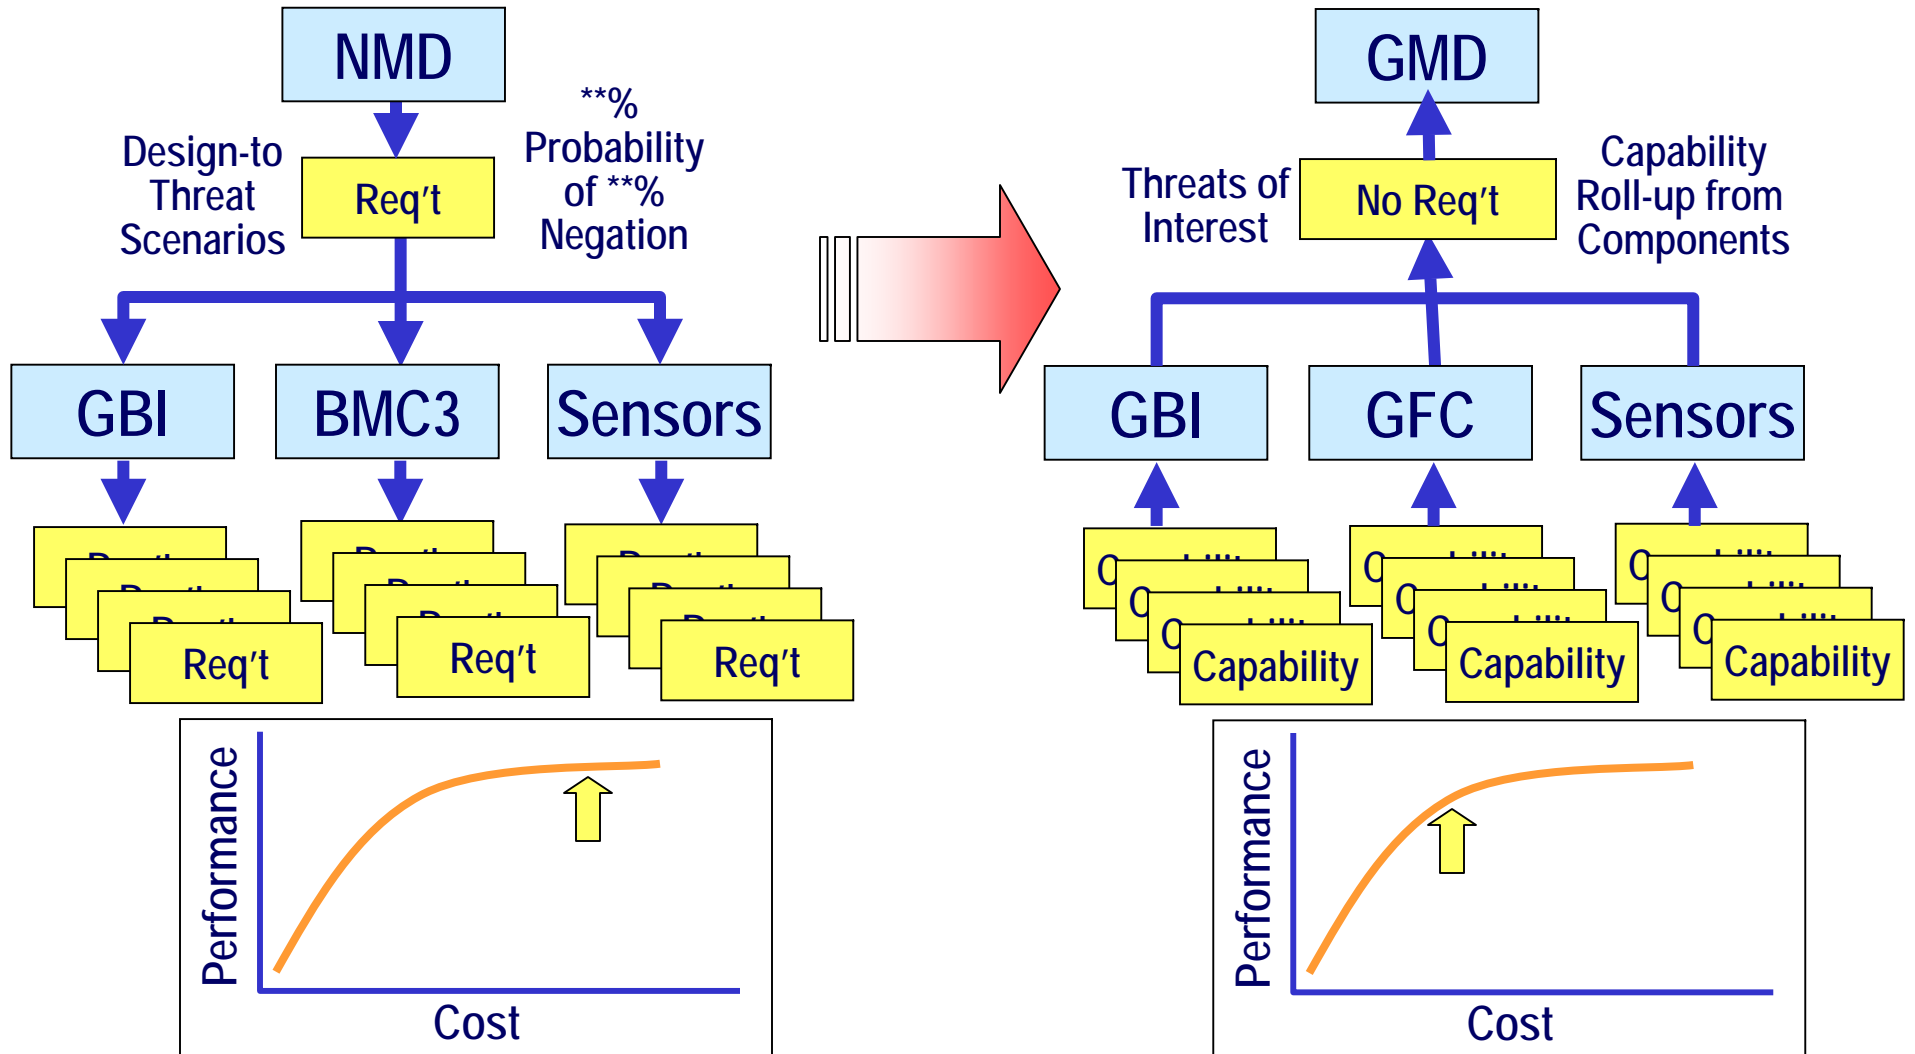 NMD
Design-to
Threat
Scenarios
Req't
**%
Probability
of **%
Negation
GBI
BMC3
Sensors
Req't
Req't
Req't
Performance
Cost
GMD
Threats of
Interest
No Req't
Capability
Roll-up from
Components
GBI
GFC
Sensors
Capability
Capability
Capability
Performance
Cost